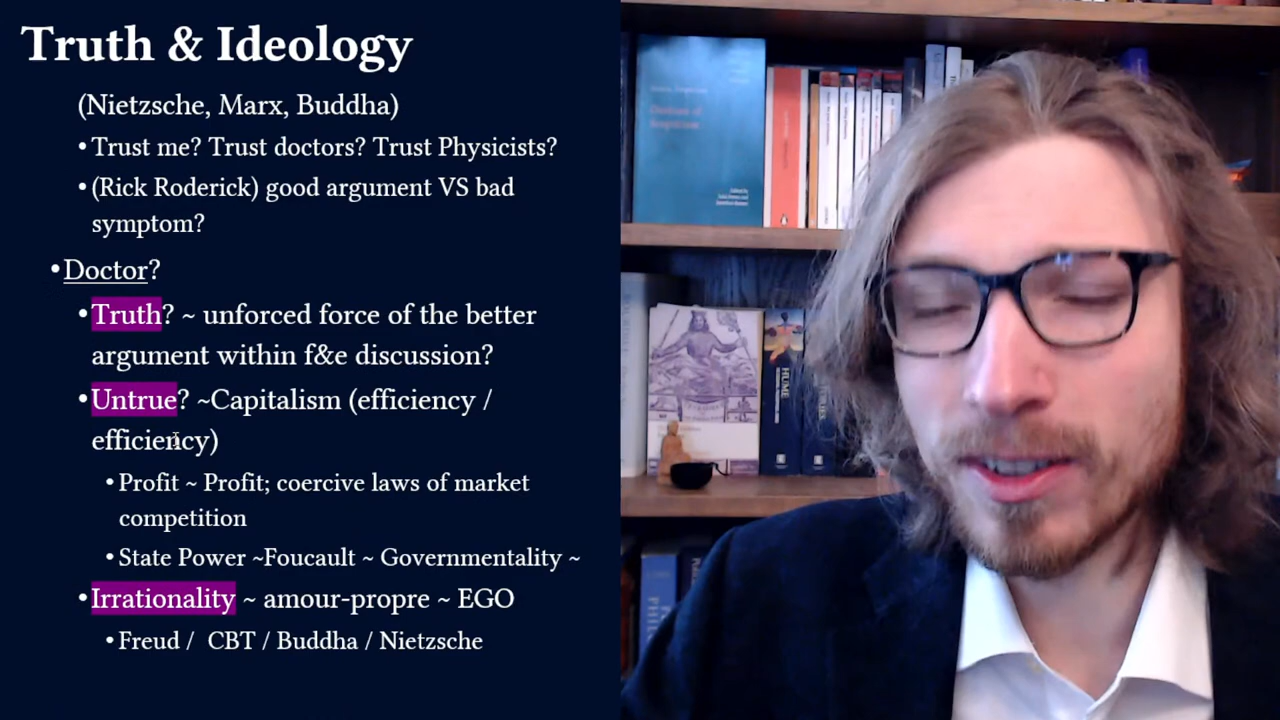 Truth & Ideology
(Nietzsche, Marx, Buddha)
• Trust me? Trust doctors? Trust Physicists?
• (Rick Roderick) good argument VS bad
symptom?
• Doctor?
• Truth? ~ unforced force of the better
argument within f&e discussion?
• Untrue? ~Capitalism (efficiency /
efficiency)
• Profit ~ Profit; coercive laws of market
competition
• State Power ~Foucault ~ Governmentality ~
• Irrationality ~ amour-propre ~ EGO
• Freud / CBT / Buddha / Nietzsche
HUME